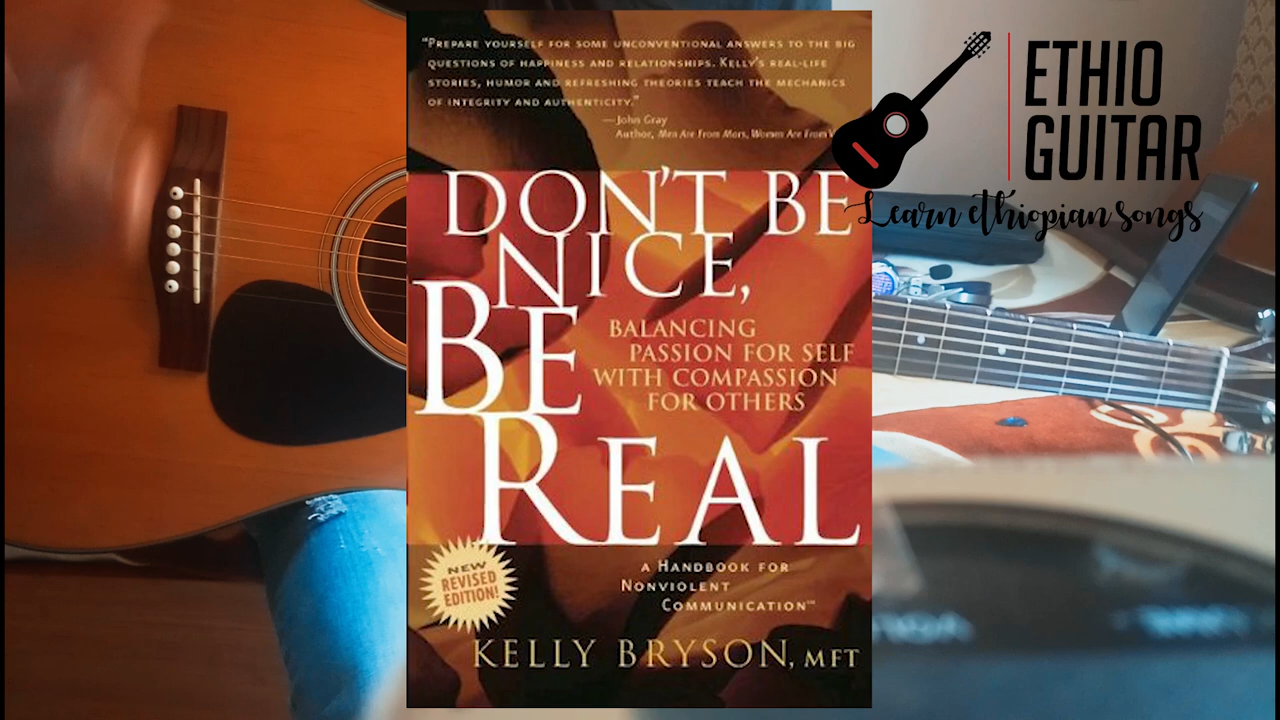 “PREPARE YOURSELF FOR SOME UNCONVENTIONAL ANSWERS TO THE BIG
QUESTIONS OF HAPPINESS AND RELATIONSHIPS. KELLY’S REAL-LIFE
STORIES, HUMOR AND REFRESHING THEORIES TEACH THE MECHANICS
OF INTEGRITY AND AUTHENTICITY.”
— John Gray
Author, Men Are From Mars, Women Are From
DON’T BE
NICE,
BE
REAL
BALANCING
PASSION FOR SELF
WITH COMPASSION
FOR OTHERS
NEW
REVISED
EDITION!
A HANDBOOK FOR
NONVIOLENT
COMMUNICATION℠
KELLY BRYSON, MFT
ETHIO
GUITAR
Learn ethiopian songs